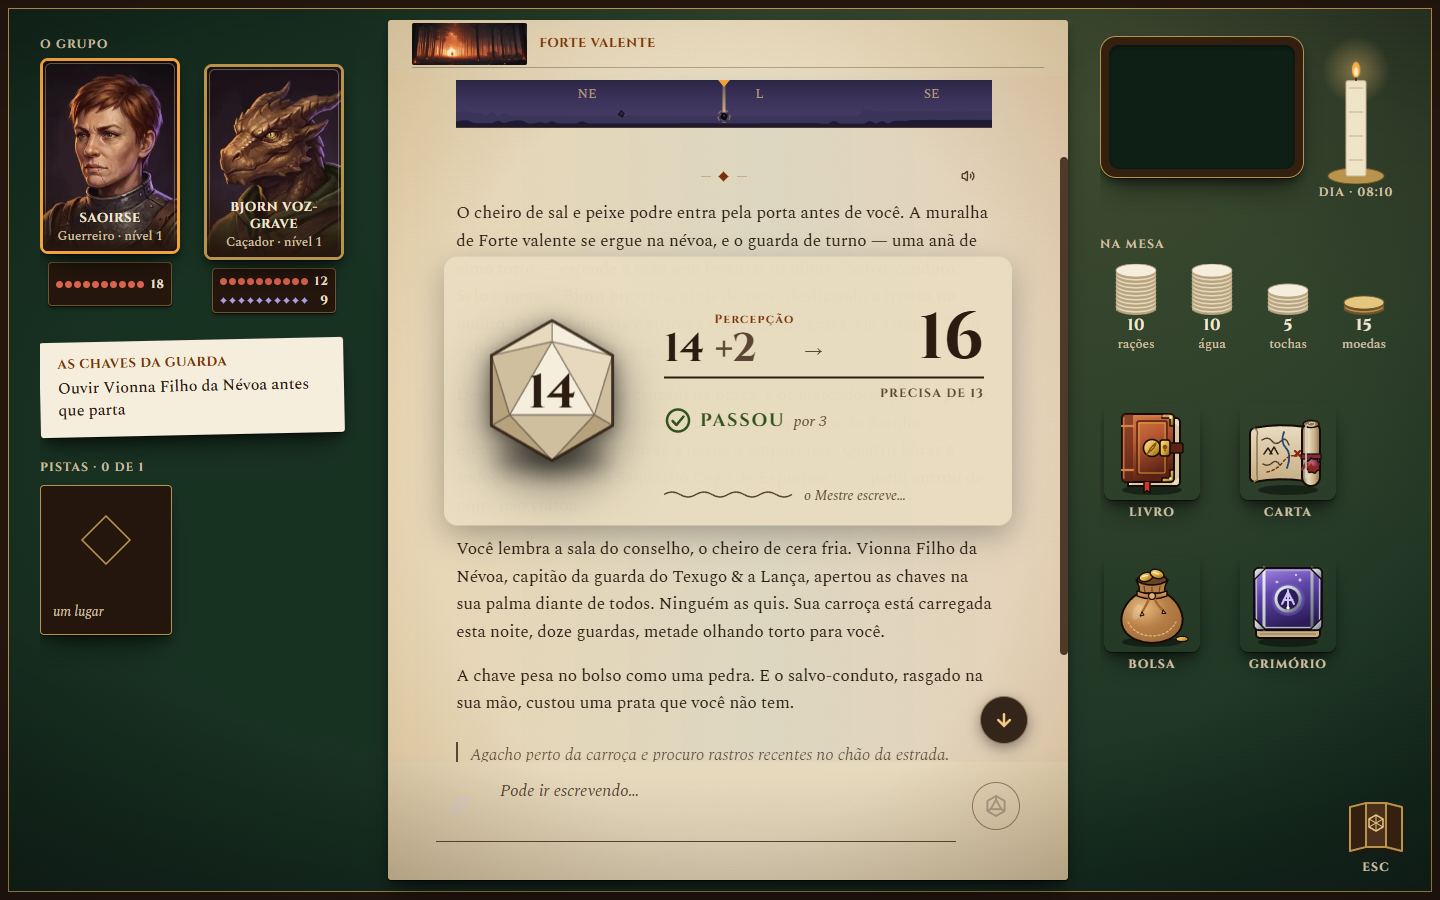 O GRUPO
SAOIRSE
Guerreiro · nível 1
18
BJORN VOZ-
GRAVE
Caçador · nível 1
12
9
AS CHAVES DA GUARDA
Ouvir Vionna Filho da Névoa antes
que parta
PISTAS · 0 DE 1
um lugar
FORTE VALENTE
NE L SE
O cheiro de sal e peixe podre entra pela porta antes de você. A muralha
de Forte valente se ergue na névoa, e o guarda de turno — uma anã de
14
PERCEPÇÃO
14 +2 → 16
PRECISA DE 13
PASSOU por 3
o Mestre escreve...
Você lembra a sala do conselho, o cheiro de cera fria. Vionna Filho da
Névoa, capitão da guarda do Texugo & a Lança, apertou as chaves na
sua palma diante de todos. Ninguém as quis. Sua carroça está carregada
esta noite, doze guardas, metade olhando torto para você.
A chave pesa no bolso como uma pedra. E o salvo-conduto, rasgado na
sua mão, custou uma prata que você não tem.
Agacho perto da carroça e procuro rastros recentes no chão da estrada.
Pode ir escrevendo...
DIA · 08:10
NA MESA
10 10 5 15
rações água tochas moedas
LIVRO CARTA
BOLSA GRIMÓRIO
ESC